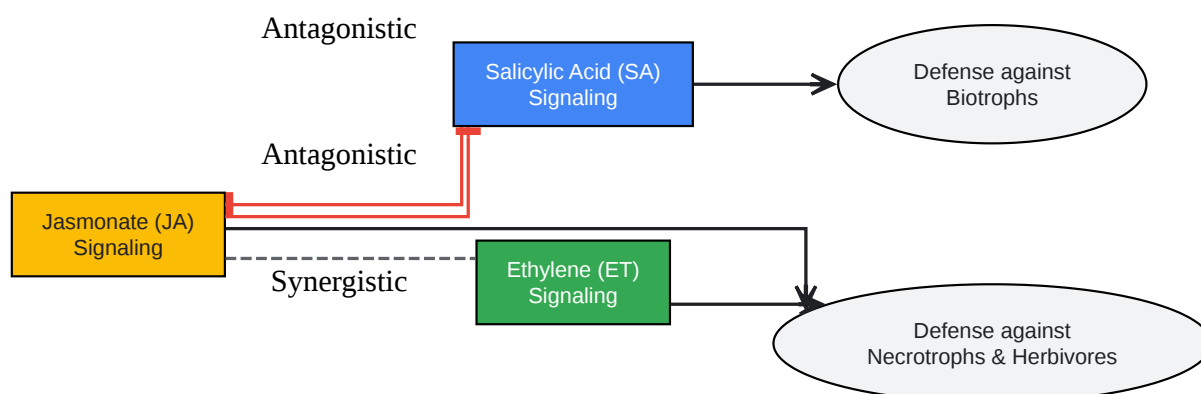 Antagonistic
Salicylic Acid (SA)
Signaling
Defense against
Biotrophs
Antagonistic
Jasmonate (JA)
Signaling
Synergistic
Ethylene (ET)
Signaling
Defense against
Necrotrophs & Herbivores